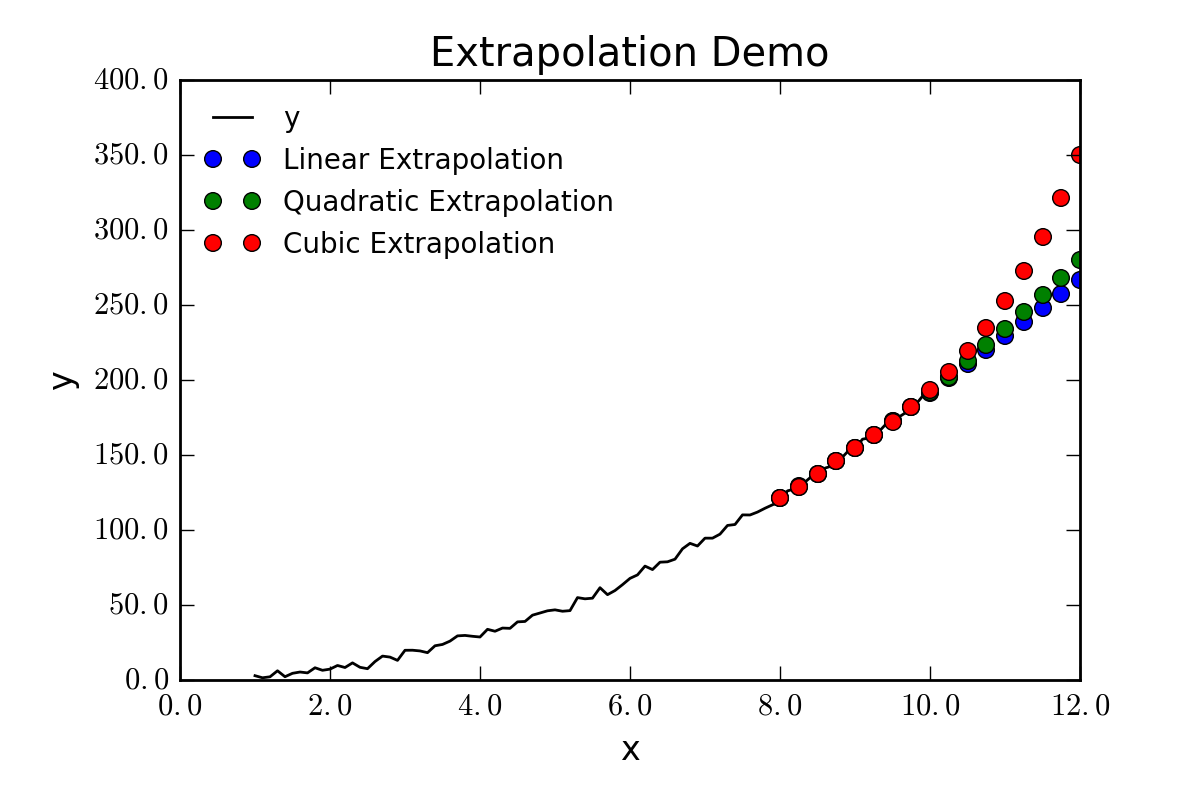 Extrapolation Demo
400.0
350.0
300.0
250.0
200.0
150.0
100.0
50.0
0.0
y
y
Linear Extrapolation
Quadratic Extrapolation
Cubic Extrapolation
0.0 2.0 4.0 6.0 8.0 10.0 12.0
x